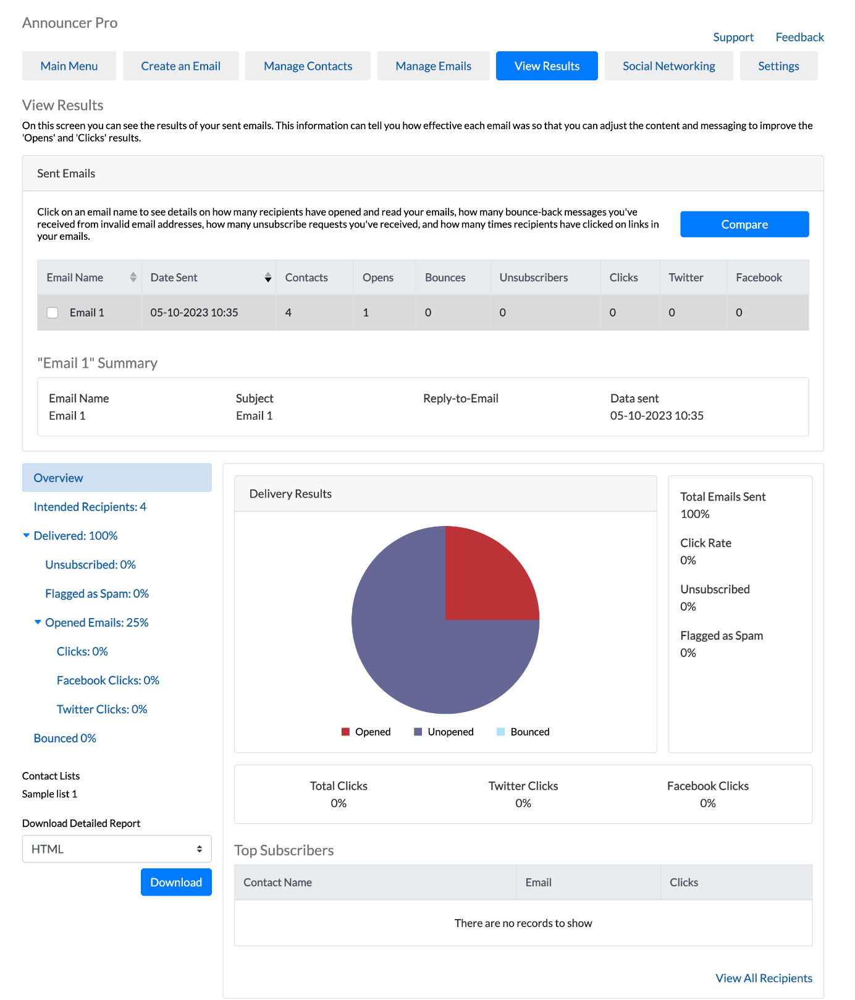 Announcer Pro
Support Feedback
Main Menu Create an Email Manage Contacts Manage Emails View Results Social Networking Settings
View Results
On this screen you can see the results of your sent emails. This information can tell you how effective each email was so that you can adjust the content and messaging to improve the
'Opens' and 'Clicks' results.
Sent Emails
Click on an email name to see details on how many recipients have opened and read your emails, how many bounce-back messages you've
received from invalid email addresses, how many unsubscribe requests you've received, and how many times recipients have clicked on links in
your emails.
Compare
Email Name Date Sent Contacts Opens Bounces Unsubscribers Clicks Twitter Facebook
Email 1 05-10-2023 10:35 4 1 0 0 0 0 0
"Email 1" Summary
Email Name Subject Reply-to-Email Data sent
Email 1 Email 1 05-10-2023 10:35
Overview
Intended Recipients: 4
Delivered: 100%
Unsubscribed: 0%
Flagged as Spam: 0%
Opened Emails: 25%
Clicks: 0%
Facebook Clicks: 0%
Twitter Clicks: 0%
Bounced 0%
Contact Lists
Sample list 1
Download Detailed Report
HTML
Download
Delivery Results
Opened Unopened Bounced
Total Emails Sent
100%
Click Rate
0%
Unsubscribed
0%
Flagged as Spam
0%
Total Clicks Twitter Clicks Facebook Clicks
0% 0% 0%
Top Subscribers
Contact Name Email Clicks
There are no records to show
View All Recipients